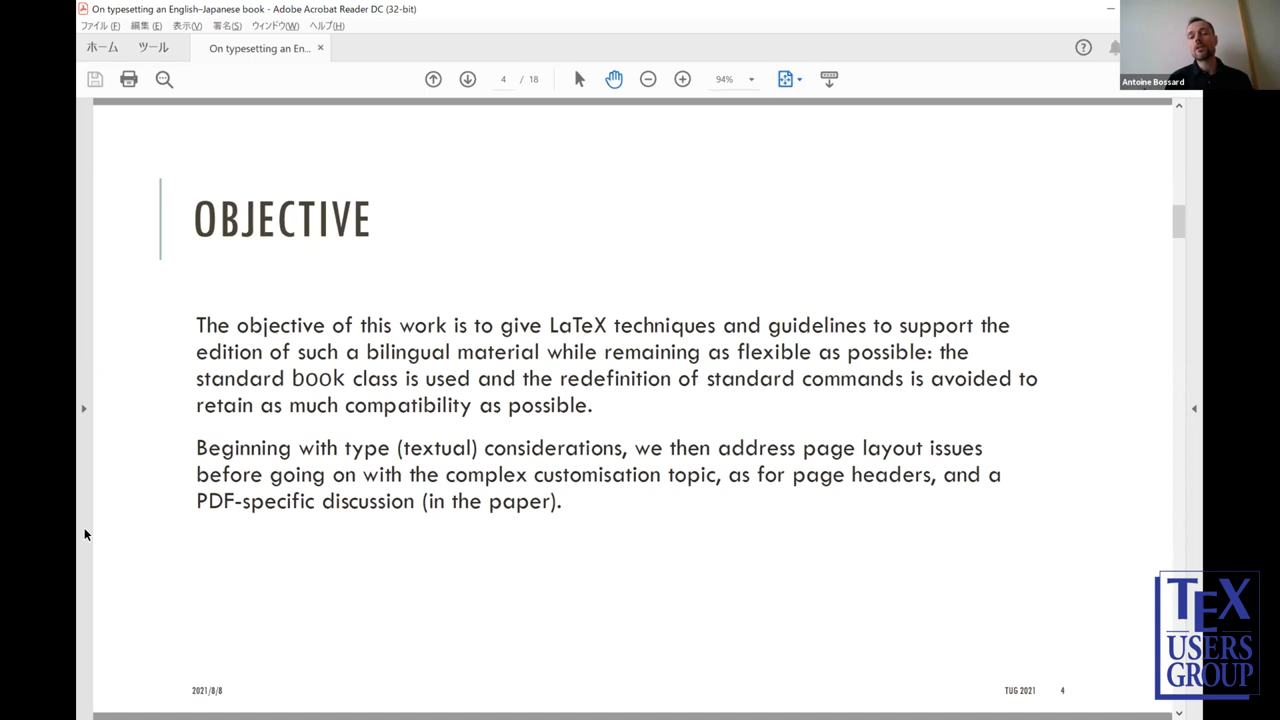 On typesetting an English–Japanese book - Adobe Acrobat Reader DC (32-bit)
ファイル(F) 編集(E) 表示(V) 署名(S) ウィンドウ(W) ヘルプ(H)
ホーム ツール On typesetting an En... ×
4 / 18 94%
Antoine Bossard
OBJECTIVE
The objective of this work is to give LaTeX techniques and guidelines to support the
edition of such a bilingual material while remaining as flexible as possible: the
standard book class is used and the redefinition of standard commands is avoided to
retain as much compatibility as possible.
Beginning with type (textual) considerations, we then address page layout issues
before going on with the complex customisation topic, as for page headers, and a
PDF-specific discussion (in the paper).
2021/8/8 TUG 2021 4
TEX
USERS
GROUP